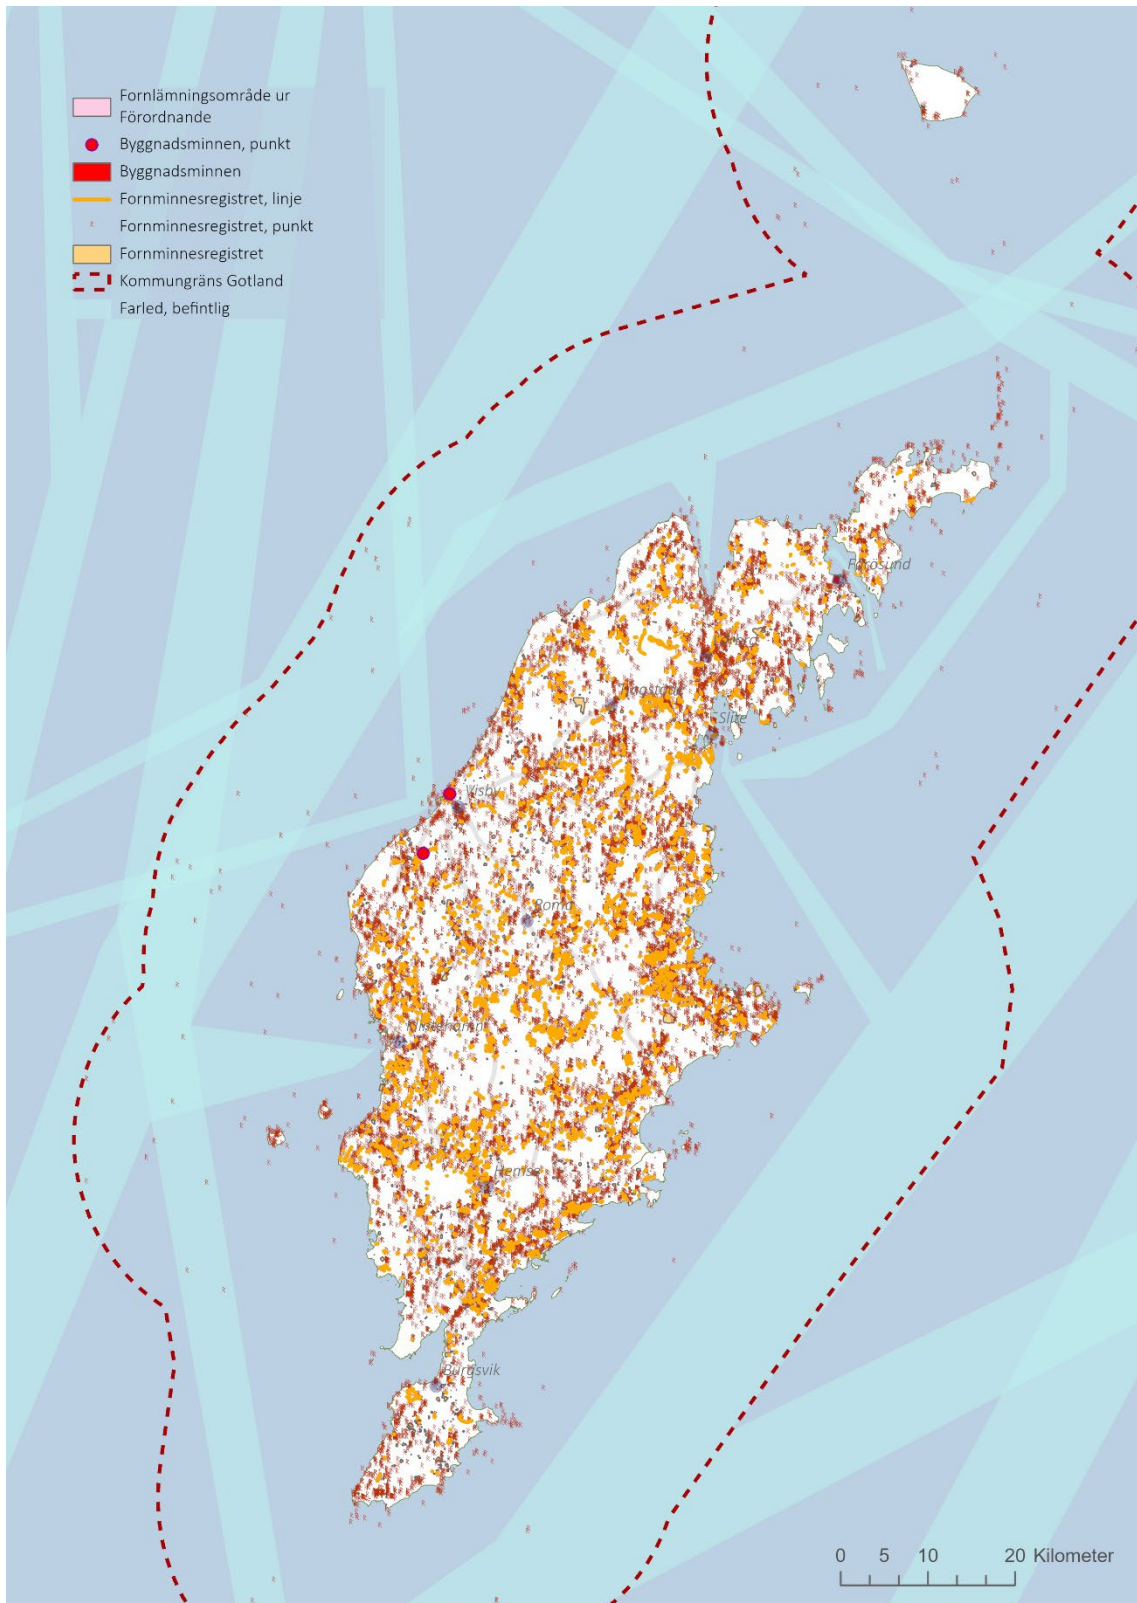 Fornlämningsområde ur
Förordnande
Byggnadsminnen, punkt
Byggnadsminnen
Fornminnesregistret, linje
Fornminnesregistret, punkt
Fornminnesregistret
Kommungräns Gotland
Farled, befintlig
Fårösund
Slite
Visby
Roma
Klintehamn
Hemse
Burgsvik
0 5 10 20 Kilometer